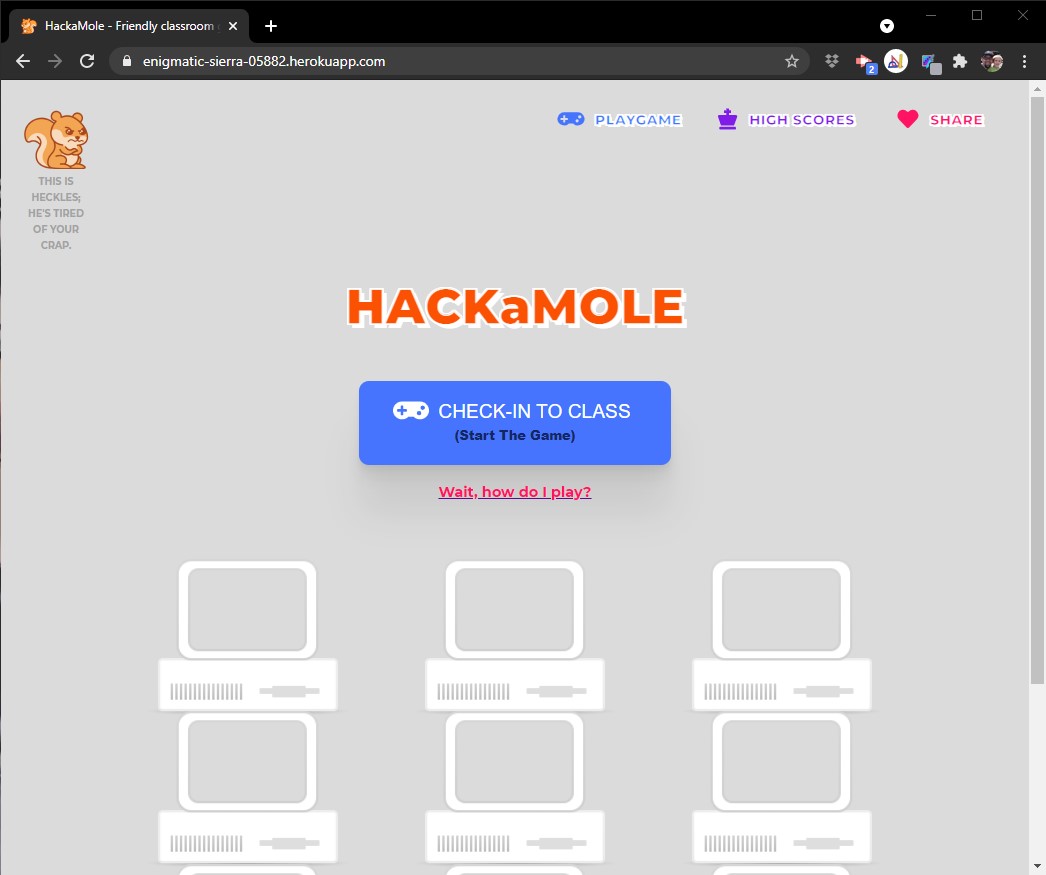 HackaMole - Friendly classroom
enigmatic-sierra-05882.herokuapp.com
2
PLAYGAME
HIGH SCORES
SHARE
THIS IS
HECKLES;
HE'S TIRED
OF YOUR
CRAP.
HACKaMOLE
CHECK-IN TO CLASS
(Start The Game)
Wait, how do I play?